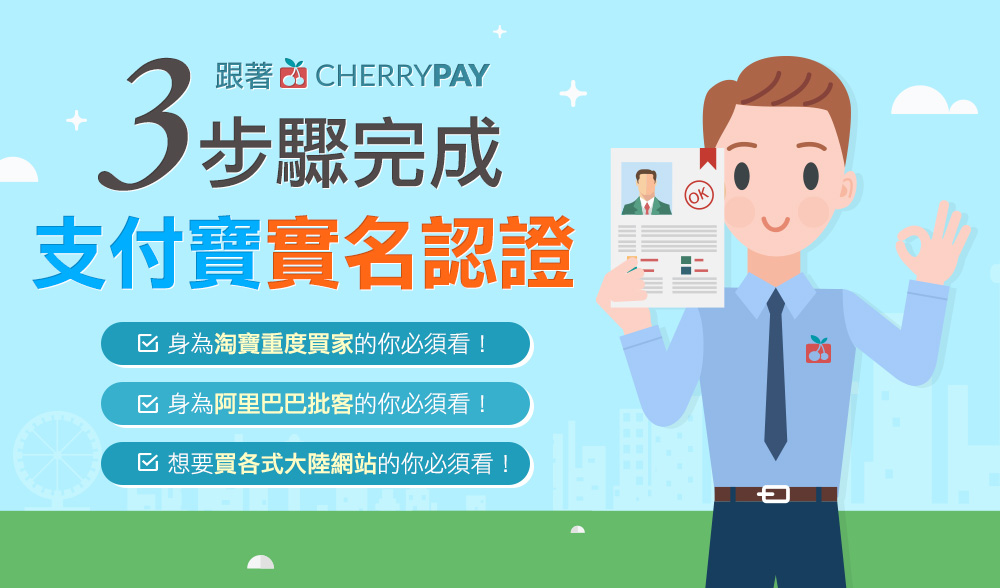 跟著 CHERRYPAY
3步驟完成
支付寶實名認證
OK
身為淘寶重度買家的你必須看！
身為阿里巴巴批客的你必須看！
想要買各式大陸網站的你必須看！